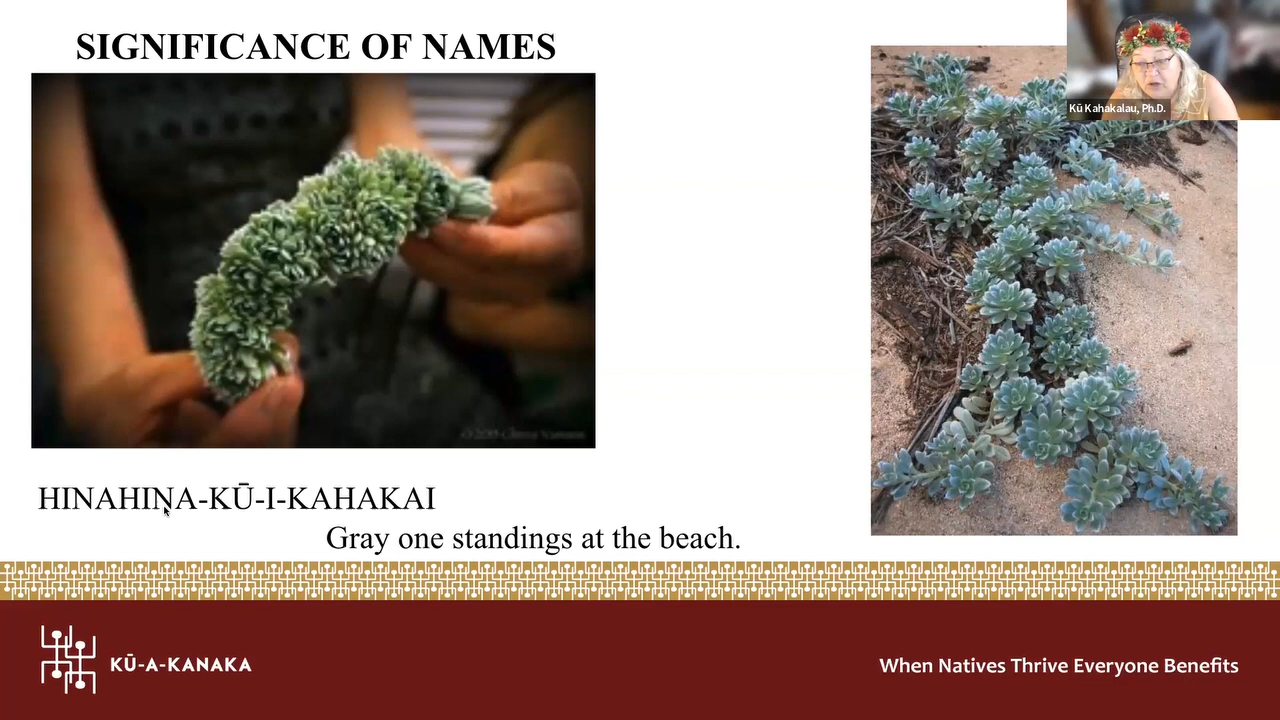 SIGNIFICANCE OF NAMES
Kū Kahakalau, Ph.D.
HINAHINA-KŪ-I-KAHAKAI
Gray one standings at the beach.
KŪ-A-KANAKA
When Natives Thrive Everyone Benefits